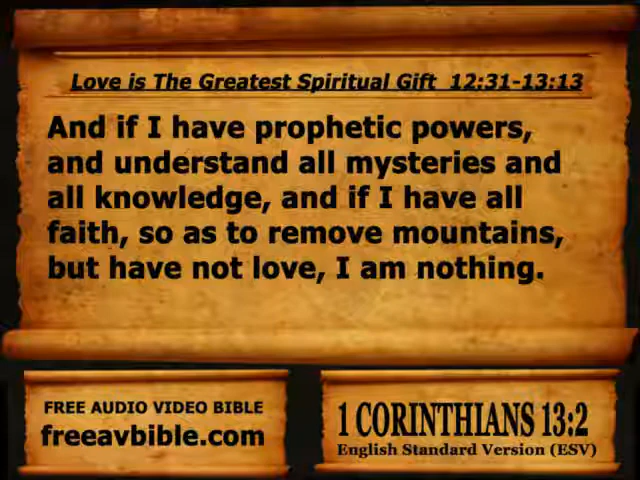 Love is The Greatest Spiritual Gift 12:31-13:13
And if I have prophetic powers,
and understand all mysteries and
all knowledge, and if I have all
faith, so as to remove mountains,
but have not love, I am nothing.
FREE AUDIO VIDEO BIBLE
freeavbible.com
1 CORINTHIANS 13:2
English Standard Version (ESV)